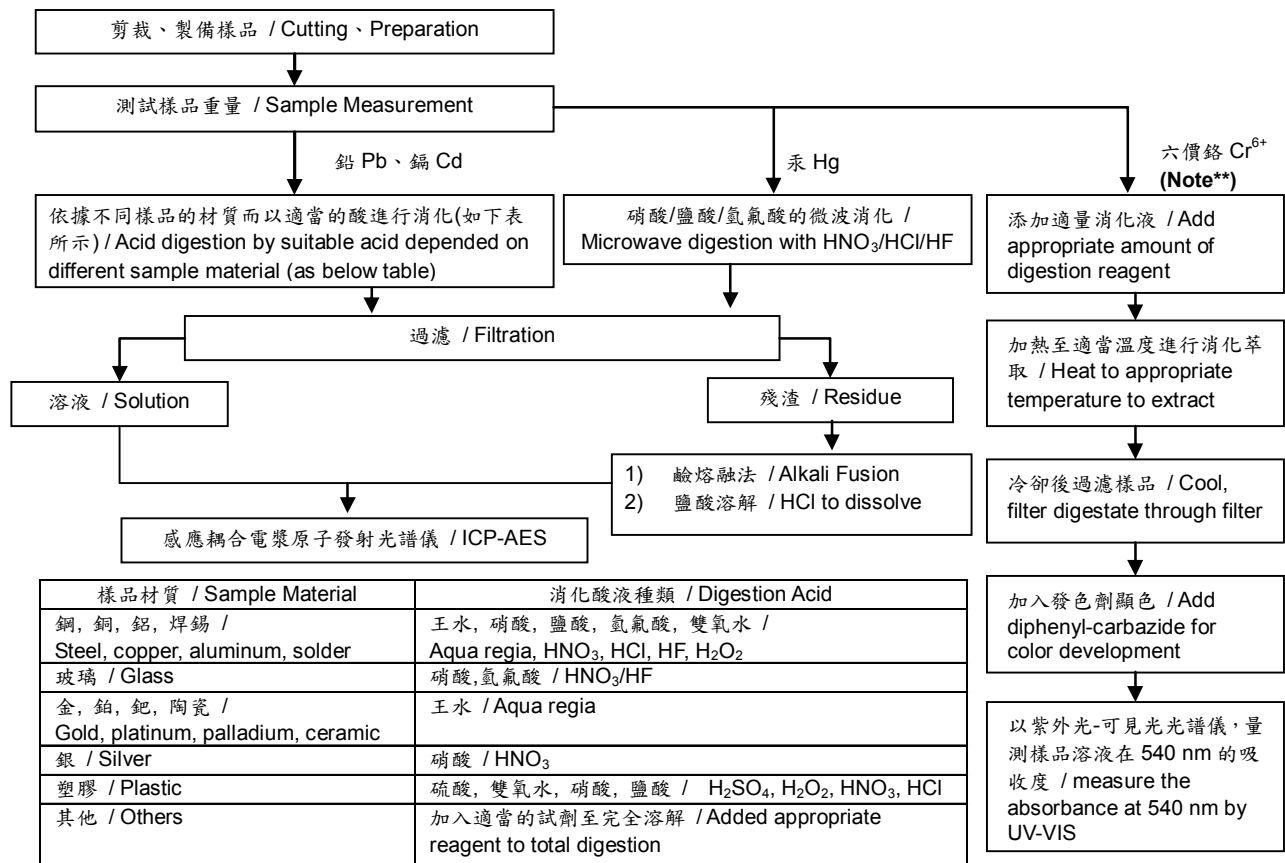 剪裁、製備樣品 / Cutting、Preparation
測試樣品重量 / Sample Measurement
鉛 Pb、鎘 Cd
汞 Hg
六價鉻 Cr⁶⁺
(Note**)
依據不同樣品的材質而以適當的酸進行消化(如下表
所示) / Acid digestion by suitable acid depended on
different sample material (as below table)
硝酸/鹽酸/氫氟酸的微波消化 /
Microwave digestion with HNO₃/HCl/HF
添加適量消化液 / Add
appropriate amount of
digestion reagent
過濾 / Filtration
加熱至適當溫度進行消化萃
取 / Heat to appropriate
temperature to extract
溶液 / Solution
殘渣 / Residue
1) 鹼熔融法 / Alkali Fusion
2) 鹽酸溶解 / HCl to dissolve
冷卻後過濾樣品 / Cool,
filter digestate through filter
感應耦合電漿原子發射光譜儀 / ICP-AES
加入發色劑顯色 / Add
diphenyl-carbazide for
color development
以紫外光-可見光光譜儀，量
測樣品溶液在 540 nm 的吸
收度 / measure the
absorbance at 540 nm by
UV-VIS
樣品材質 / Sample Material
消化酸液種類 / Digestion Acid
鋼, 銅, 鋁, 焊錫 /
Steel, copper, aluminum, solder
王水, 硝酸, 鹽酸, 氫氟酸, 雙氧水 /
Aqua regia, HNO₃, HCl, HF, H₂O₂
玻璃 / Glass
硝酸,氫氟酸 / HNO₃/HF
金, 鉑, 鈀, 陶瓷 /
Gold, platinum, palladium, ceramic
王水 / Aqua regia
銀 / Silver
硝酸 / HNO₃
塑膠 / Plastic
硫酸, 雙氧水, 硝酸, 鹽酸 / H₂SO₄, H₂O₂, HNO₃, HCl
其他 / Others
加入適當的試劑至完全溶解 / Added appropriate
reagent to total digestion